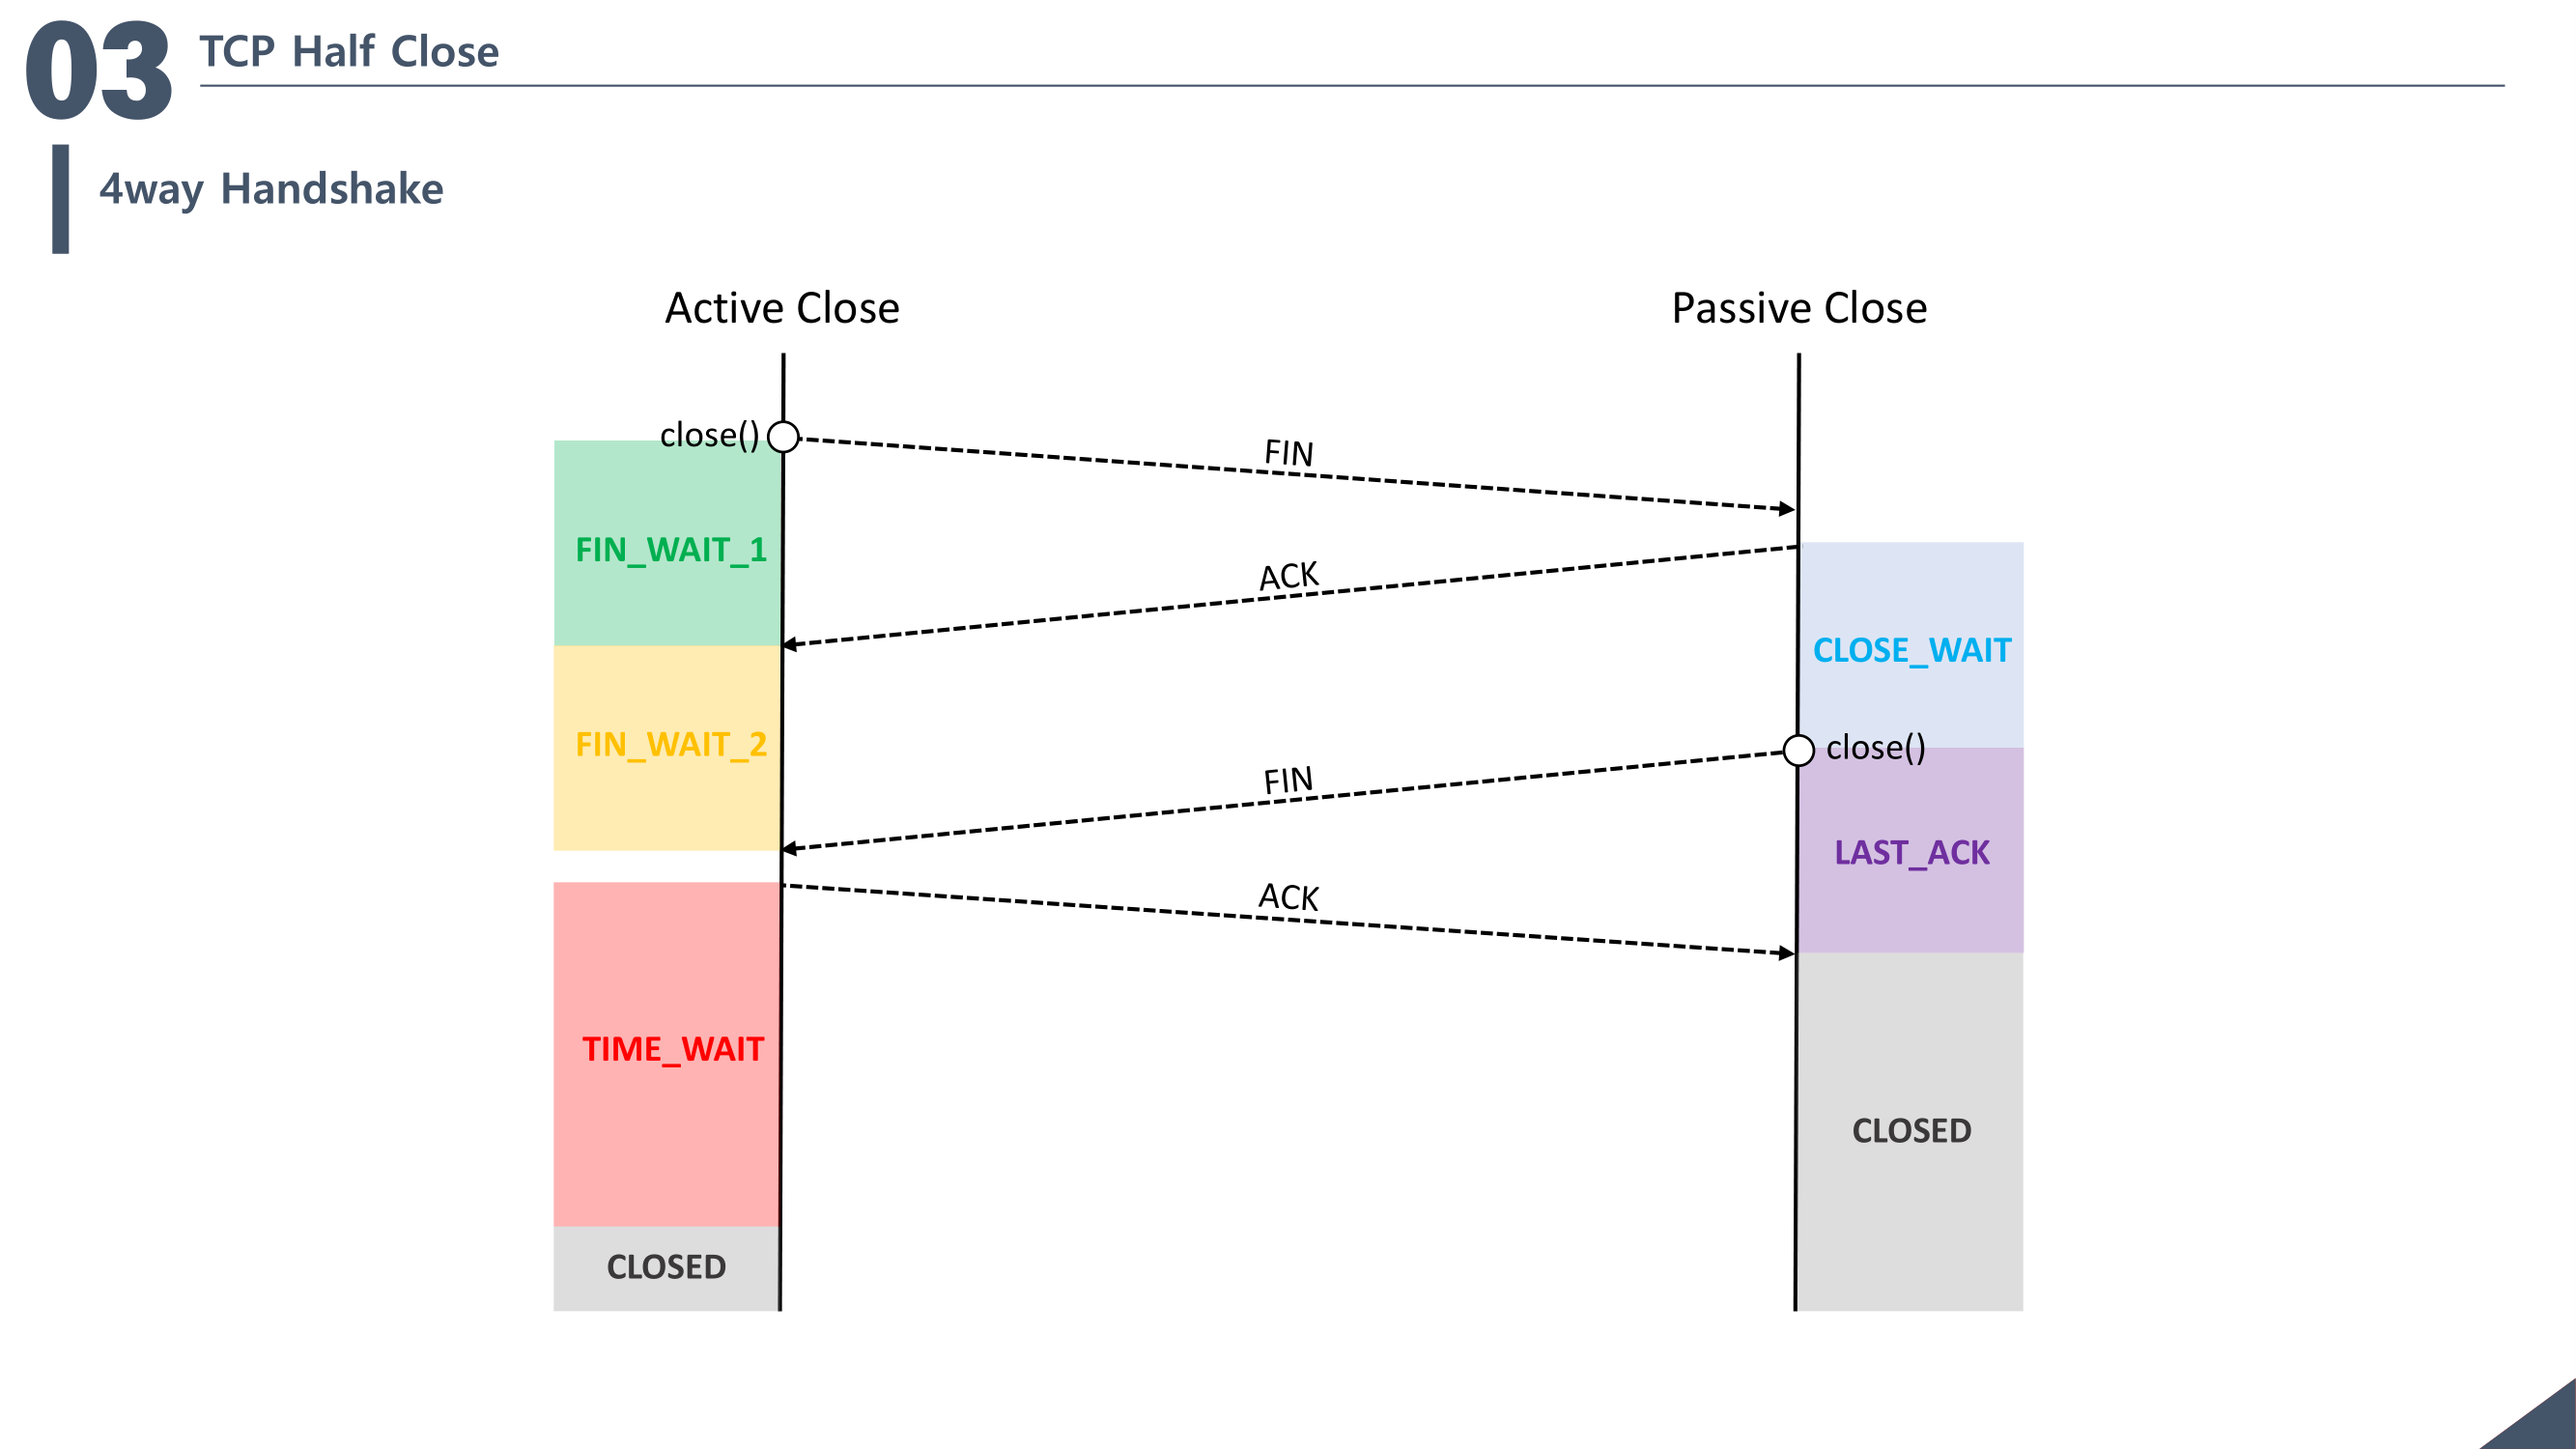 03
TCP Half Close
4way Handshake
Active Close
Passive Close
close()
FIN
FIN_WAIT_1
ACK
CLOSE_WAIT
FIN_WAIT_2
close()
FIN
LAST_ACK
ACK
TIME_WAIT
CLOSED
CLOSED